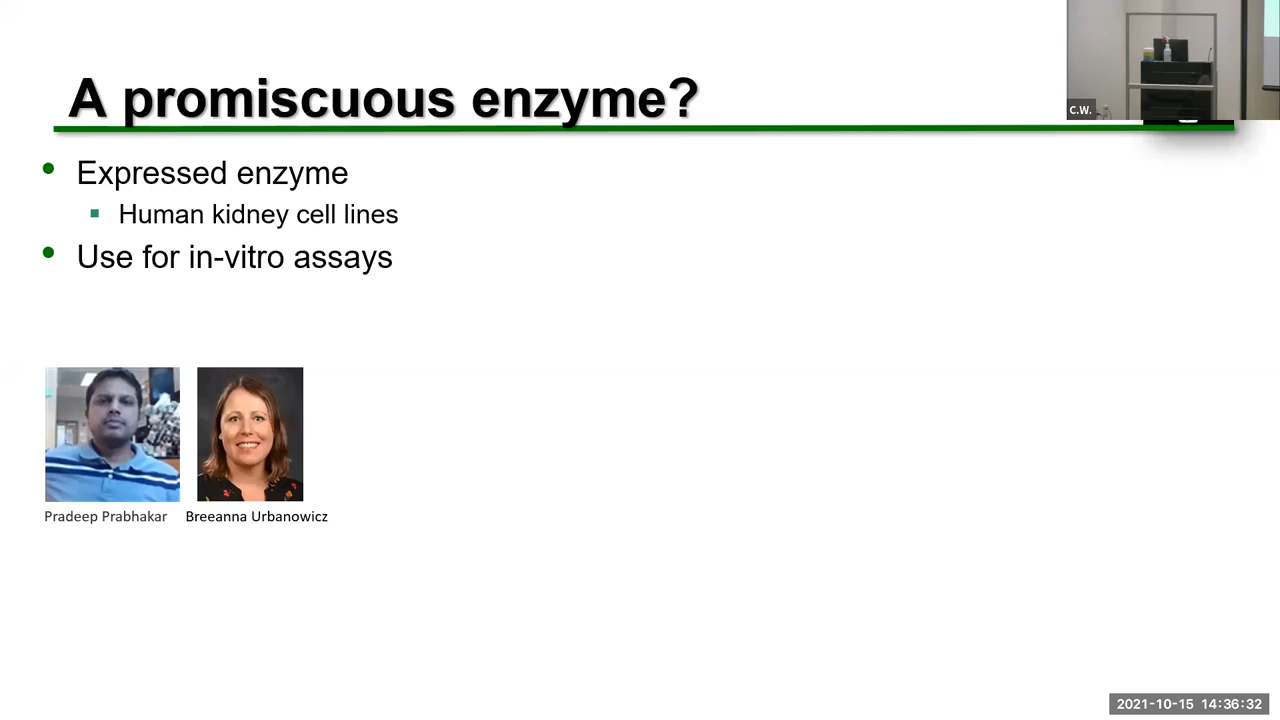 A promiscuous enzyme?
C.W.
Expressed enzyme
Human kidney cell lines
Use for in-vitro assays
Pradeep Prabhakar
Breeanna Urbanowicz
2021-10-15 14:36:32